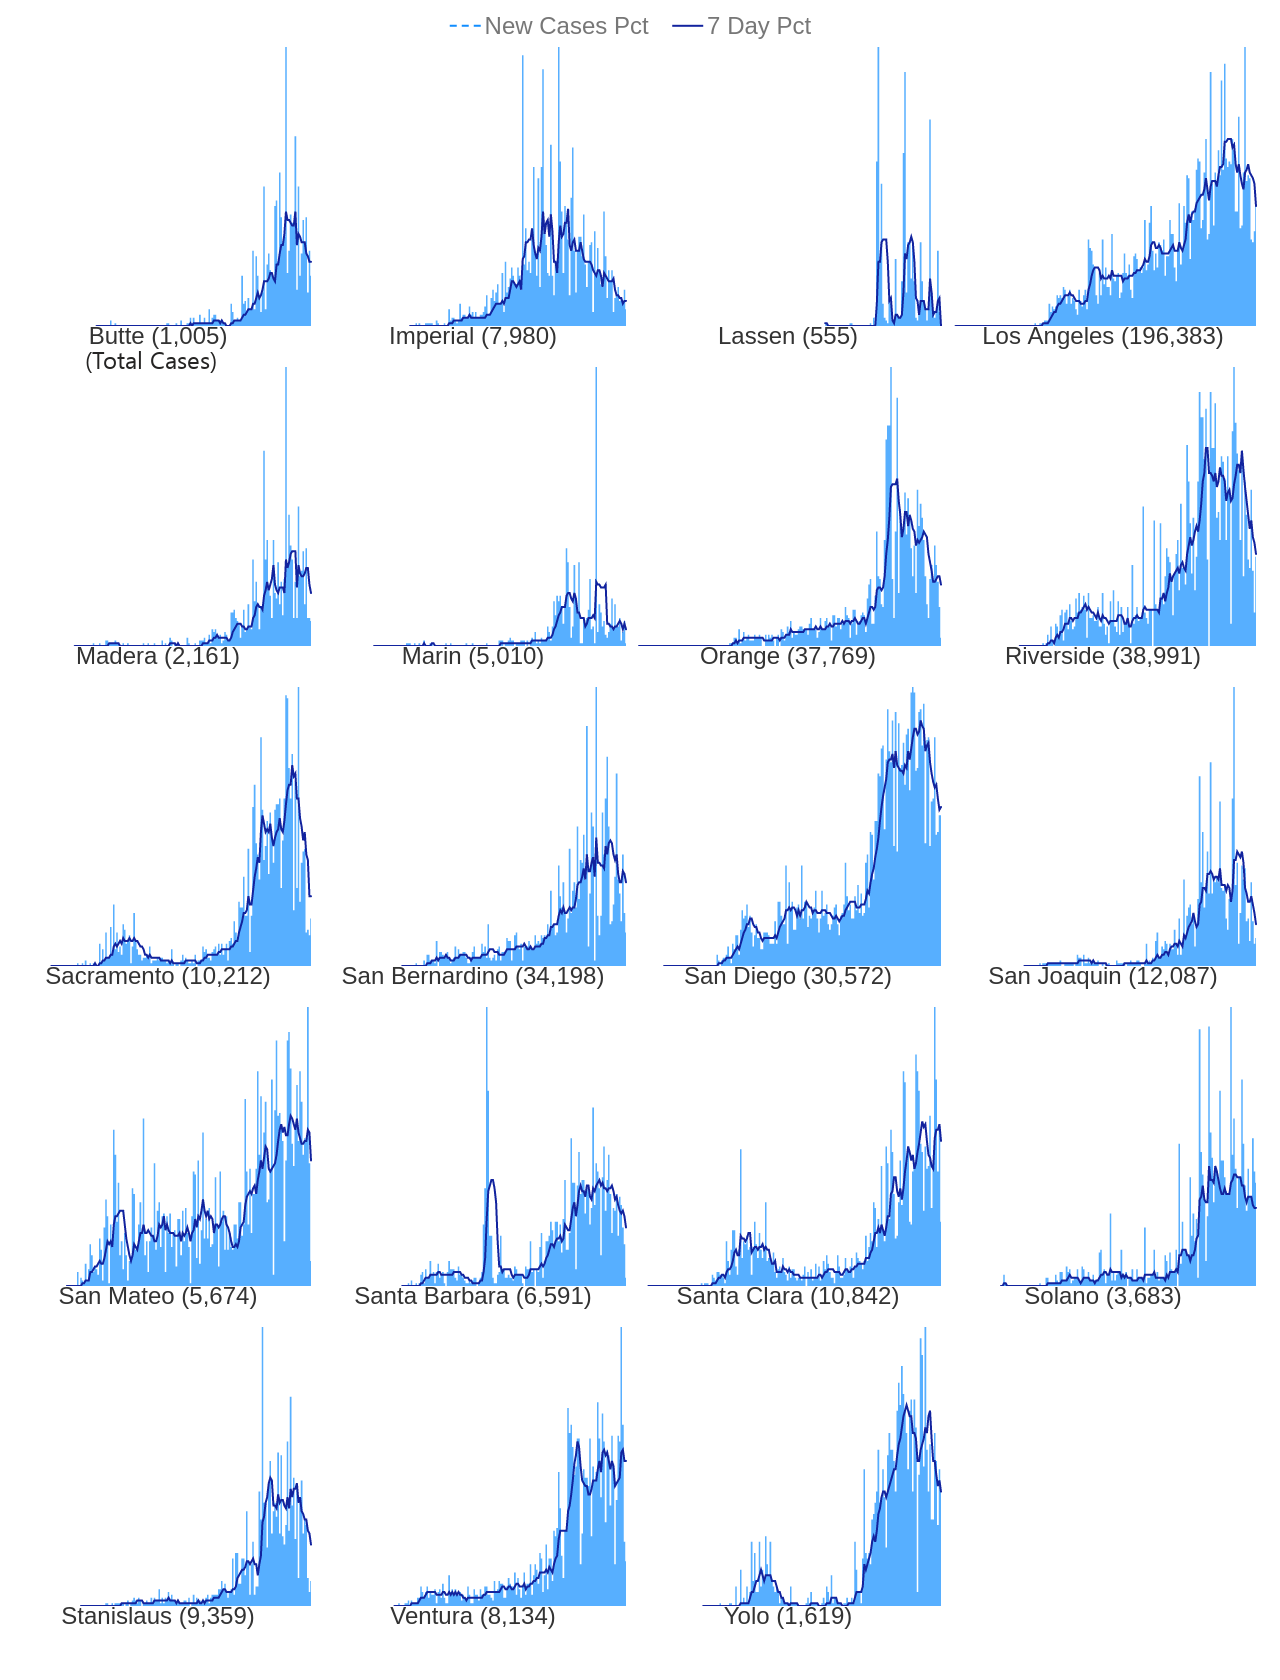 New Cases Pct 7 Day Pct
Butte (1,005) Imperial (7,980) Lassen (555) Los Angeles (196,383)
(Total Cases)
Madera (2,161) Marin (5,010) Orange (37,769) Riverside (38,991)
Sacramento (10,212) San Bernardino (34,198) San Diego (30,572) San Joaquin (12,087)
San Mateo (5,674) Santa Barbara (6,591) Santa Clara (10,842) Solano (3,683)
Stanislaus (9,359) Ventura (8,134) Yolo (1,619)